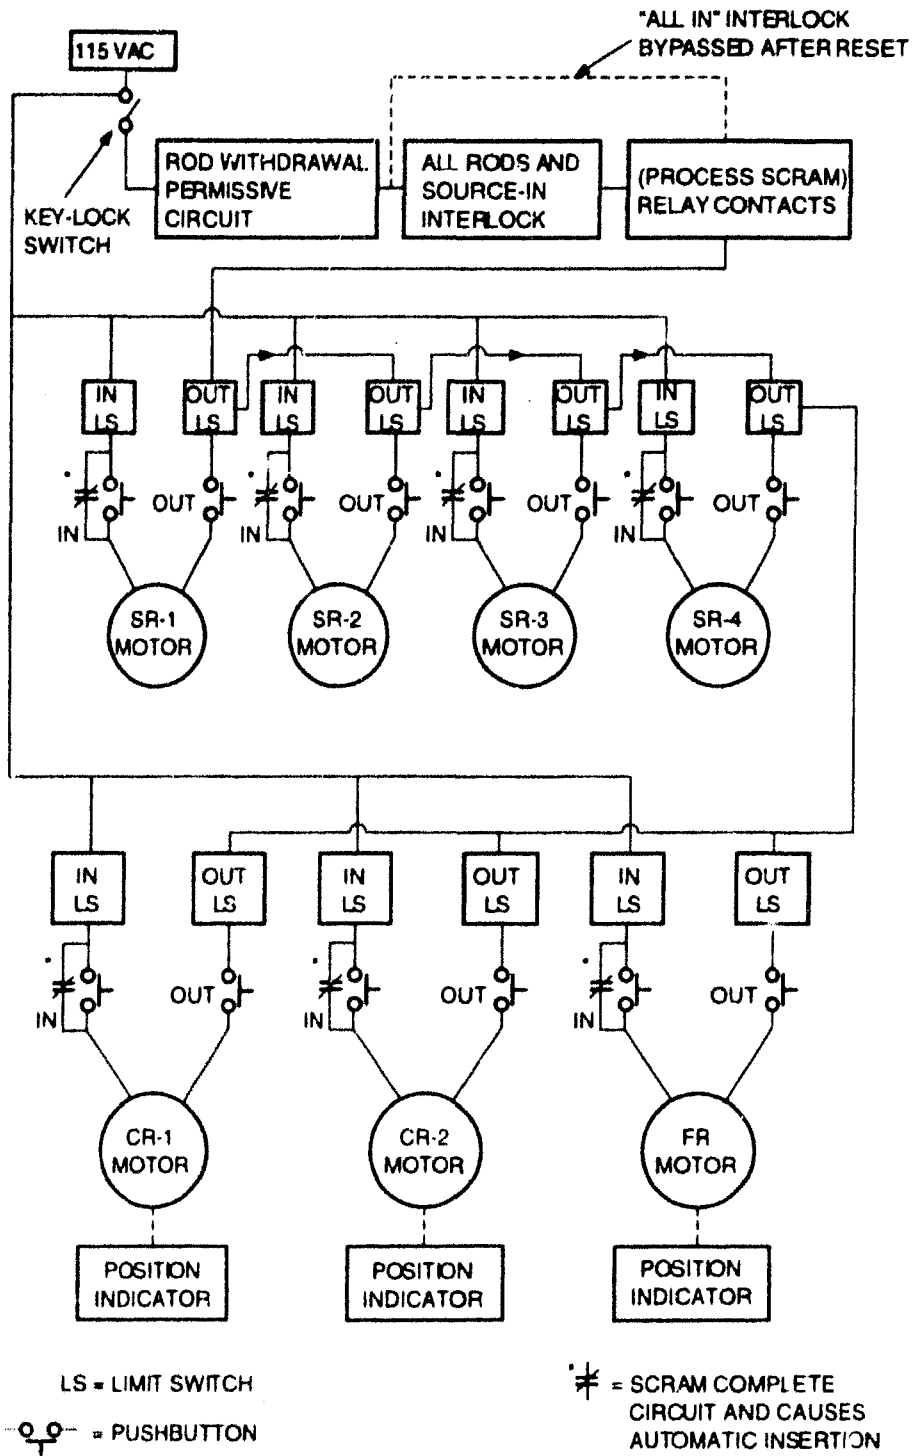 "ALL IN" INTERLOCK
BYPASSED AFTER RESET
115 VAC
KEY-LOCK
SWITCH
ROD WITHDRAWAL
PERMISSIVE
CIRCUIT
ALL RODS AND
SOURCE-IN
INTERLOCK
(PROCESS SCRAM)
RELAY CONTACTS
IN
LS
OUT
LS
IN
LS
OUT
LS
IN
LS
OUT
LS
IN
LS
OUT
LS
IN
OUT
IN
OUT
IN
OUT
IN
OUT
SR-1
MOTOR
SR-2
MOTOR
SR-3
MOTOR
SR-4
MOTOR
IN
LS
OUT
LS
IN
LS
OUT
LS
IN
LS
OUT
LS
IN
OUT
IN
OUT
IN
OUT
CR-1
MOTOR
CR-2
MOTOR
FR
MOTOR
POSITION
INDICATOR
POSITION
INDICATOR
POSITION
INDICATOR
LS = LIMIT SWITCH
= PUSHBUTTON
= SCRAM COMPLETE
CIRCUIT AND CAUSES
AUTOMATIC INSERTION